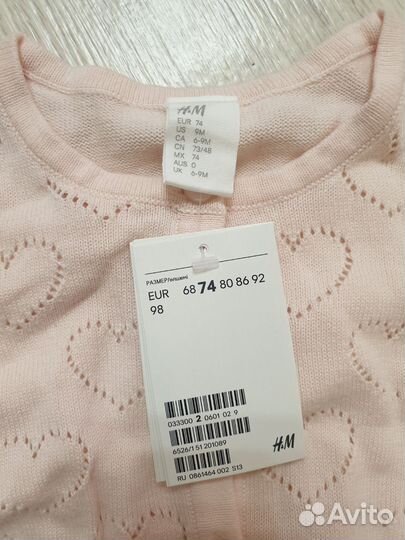 H&M
EUR 74
US 9M
CA 6-9M
CN 73/48
MX 74
AUS 0
UK 6-9M
РАЗМЕР/өлшемі
EUR 68 74 80 86 92
98
033300 2 0601 02 9
6526/1 51 201089
RU 0861464 002 S13
H&M
Avito